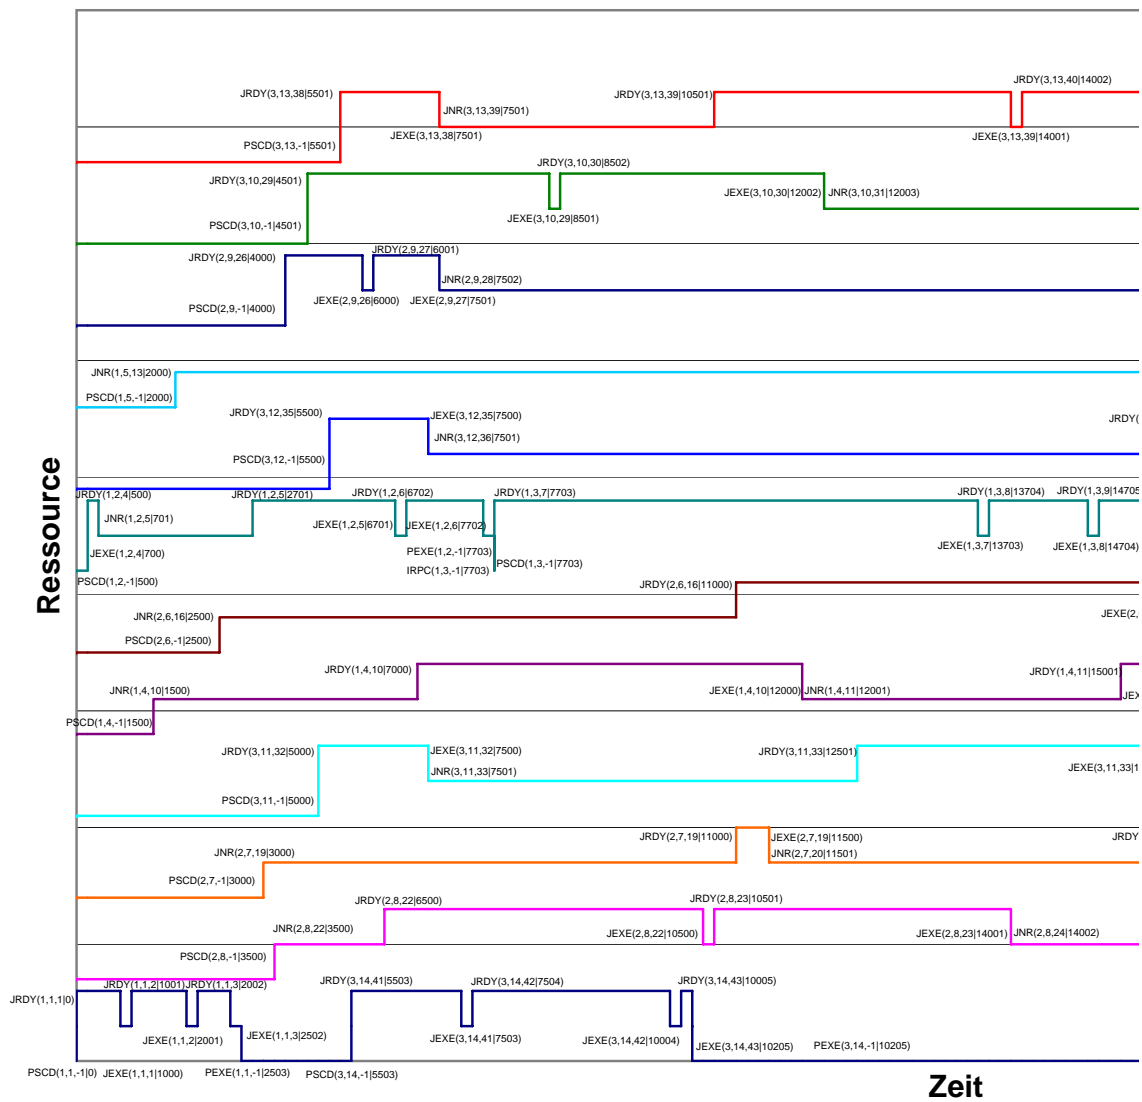 JRDY(3,13,40|14002)
JRDY(3,13,38|5501)
JRDY(3,13,39|10501)
JNR(3,13,39|7501)
JEXE(3,13,38|7501)
JEXE(3,13,39|14001)
PSCD(3,13,-1|5501)
JRDY(3,10,30|8502)
JRDY(3,10,29|4501)
JEXE(3,10,30|12002)
JNR(3,10,31|12003)
JEXE(3,10,29|8501)
PSCD(3,10,-1|4501)
JRDY(2,9,27|6001)
JRDY(2,9,26|4000)
JNR(2,9,28|7502)
JEXE(2,9,26|6000)
JEXE(2,9,27|7501)
PSCD(2,9,-1|4000)
JNR(1,5,13|2000)
PSCD(1,5,-1|2000)
JRDY(3,12,35|5500)
JEXE(3,12,35|7500)
JRDY(
JNR(3,12,36|7501)
PSCD(3,12,-1|5500)
Ressource
JRDY(1,2,4|500)
JRDY(1,2,5|2701)
JRDY(1,2,6|6702)
JRDY(1,3,7|7703)
JRDY(1,3,8|13704)
JRDY(1,3,9|14705
JNR(1,2,5|701)
JEXE(1,2,5|6701)
JEXE(1,2,6|7702)
JEXE(1,3,7|13703)
JEXE(1,3,8|14704)
JEXE(1,2,4|700)
PEXE(1,2,-1|7703)
PSCD(1,3,-1|7703)
IRPC(1,3,-1|7703)
PSCD(1,2,-1|500)
JRDY(2,6,16|11000)
JNR(2,6,16|2500)
JEXE(2,
PSCD(2,6,-1|2500)
JRDY(1,4,10|7000)
JRDY(1,4,11|15001)
JNR(1,4,10|1500)
JEXE(1,4,10|12000)
JNR(1,4,11|12001)
JEX
PSCD(1,4,-1|1500)
JRDY(3,11,32|5000)
JEXE(3,11,32|7500)
JRDY(3,11,33|12501)
JNR(3,11,33|7501)
JEXE(3,11,33|1
PSCD(3,11,-1|5000)
JRDY(2,7,19|11000)
JEXE(2,7,19|11500)
JRDY
JNR(2,7,19|3000)
JNR(2,7,20|11501)
PSCD(2,7,-1|3000)
JRDY(2,8,22|6500)
JRDY(2,8,23|10501)
JNR(2,8,22|3500)
JEXE(2,8,22|10500)
JEXE(2,8,23|14001)
JNR(2,8,24|14002)
PSCD(2,8,-1|3500)
JRDY(1,1,1|0)
JRDY(1,1,2|1001)
JRDY(1,1,3|2002)
JRDY(3,14,41|5503)
JRDY(3,14,42|7504)
JRDY(3,14,43|10005)
JEXE(1,1,2|2001)
JEXE(1,1,3|2502)
JEXE(3,14,41|7503)
JEXE(3,14,42|10004)
JEXE(3,14,43|10205)
PEXE(3,14,-1|10205)
PSCD(1,1,-1|0)
JEXE(1,1,1|1000)
PEXE(1,1,-1|2503)
PSCD(3,14,-1|5503)
Zeit